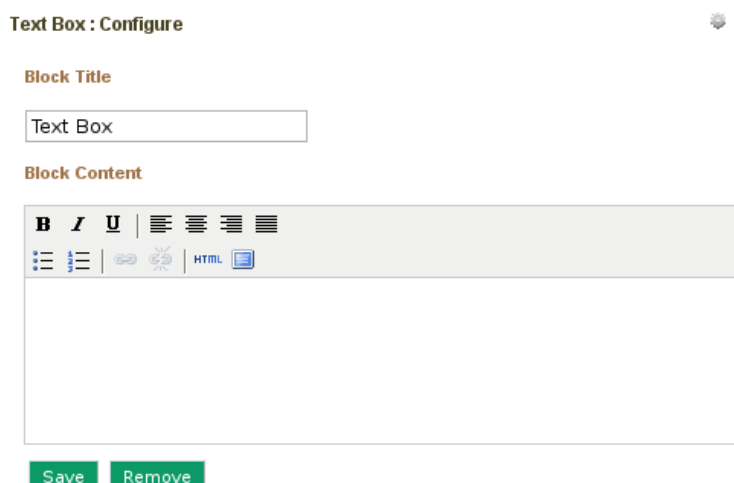 Text Box : Configure
Block Title
Text Box
Block Content
B I U
HTML
Save Remove